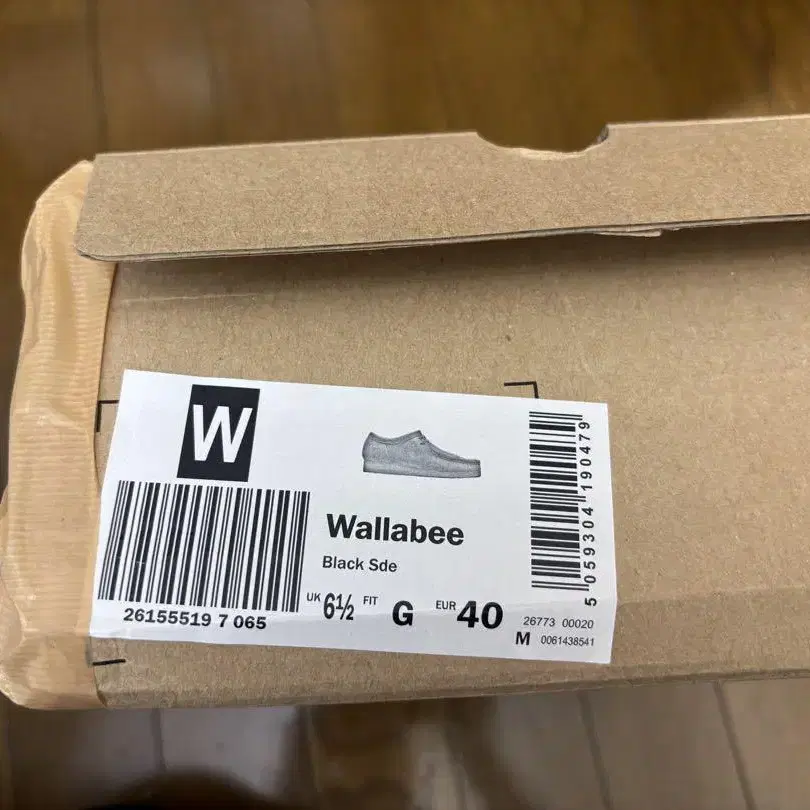 W
Wallabee
Black Sde
26155519 7 065
UK 6½ FIT G EUR 40
26773 00020
M 0061438541
5 059304 190479